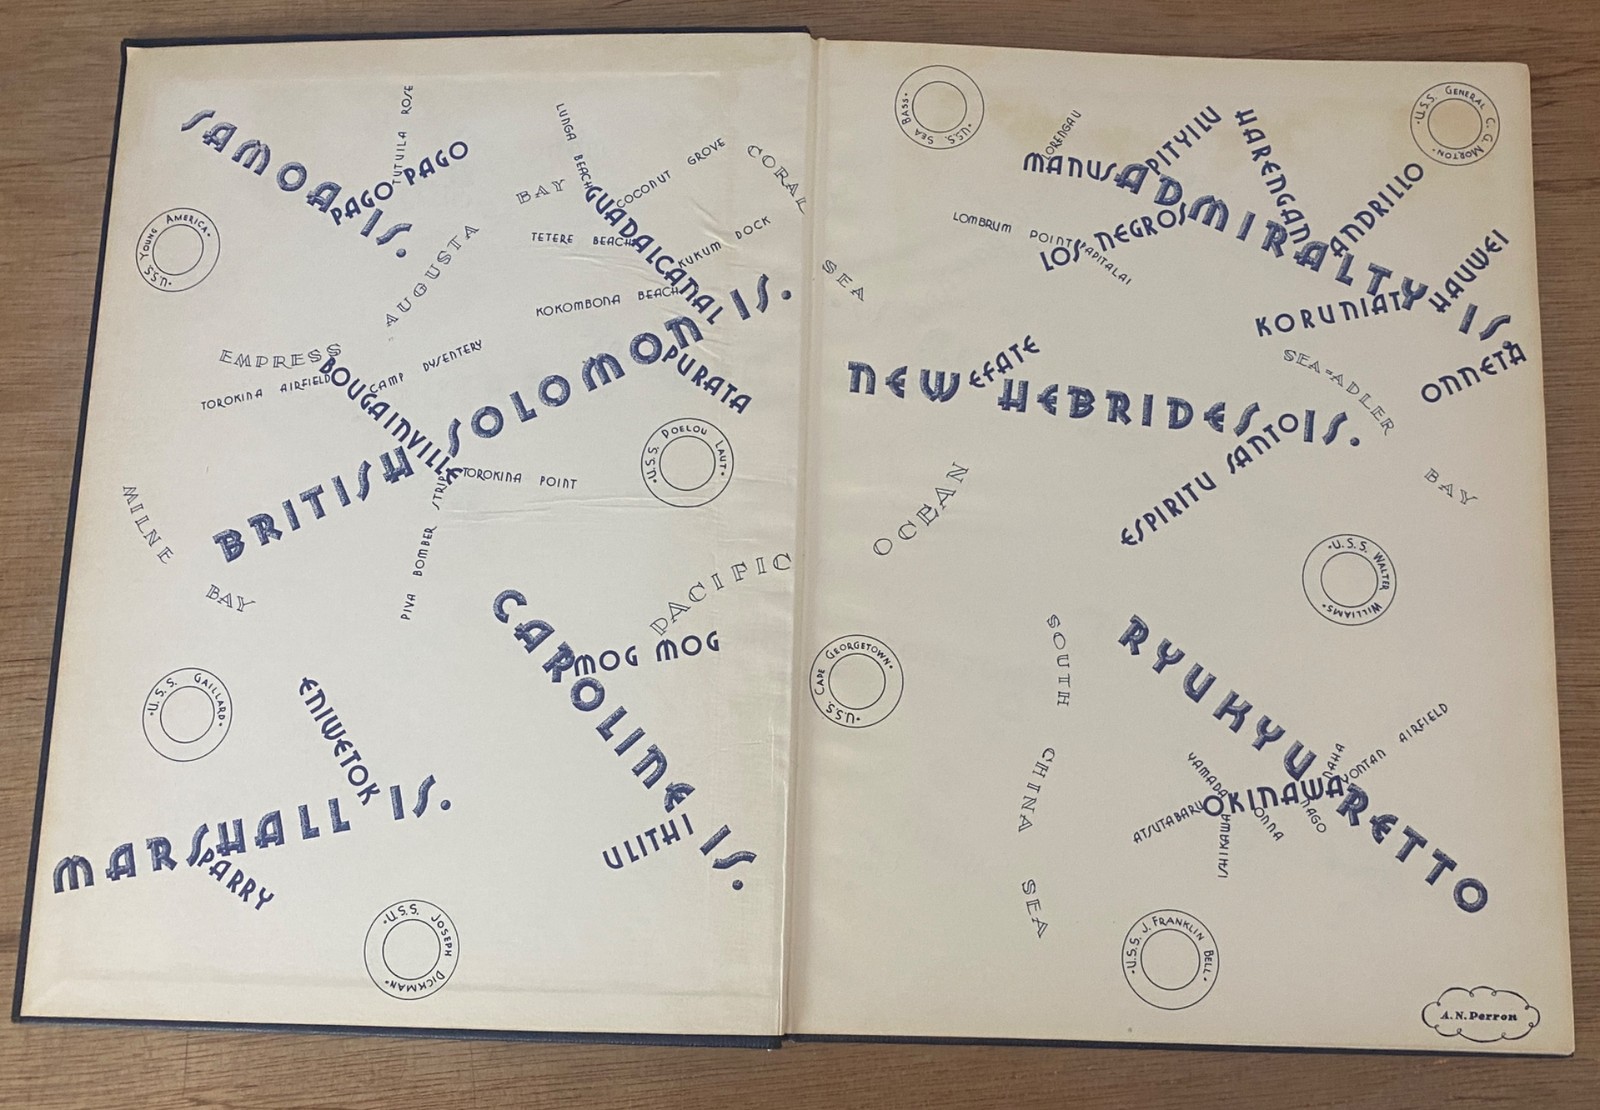 SAMOA IS.
TUTUILA ROSE
PAGO PAGO
·U.S.S. YOUNG AMERICA·
LUNGA BEACH
BAY
GUADALCANAL
COCONUT GROVE
CORAL
TETERE BEACH
KUKUM DOCK
KOKOMBONA BEACH
AUGUSTA
EMPRESS
TOROKINA AIRFIELD
BOUGAINVILLE
CAMP DYSENTERY
BRITISH SOLOMON IS.
PURATA
TOROKINA POINT
PIVA BOMBER STRIP
·U.S.S. POELOU LAUT·
MILNE
BAY
PACIFIC
CAROLINE IS.
MOG MOG
ULITHI
·U.S.S. GAILLARD·
ENIWETOK
MARSHALL IS.
PARRY
·U.S.S. JOSEPH DICKMAN·
·U.S.S. SEA BASS·
·U.S.S. GENERAL C. G. MORTON·
LORENGAU
MANUS
PITYILU
HARENGAN
ADMIRALTY IS
ANDRILLO
LOMBRUM POINT
LOS NEGROS
PAPITALAI
HAUWEI
KORUNIAT
ONNETA
SEA
SEA-ADLER
BAY
NEW HEBRIDES IS.
EFATE
ESPIRITU SANTO
OCEAN
·U.S.S. WALTER WILLIAMS·
·U.S.S. CAPE GEORGETOWN·
SOUTH
CHINA
SEA
RYUKYU RETTO
YAMADA
OKINAWA
NAHA
YONTAN AIRFIELD
ATSUTABARU
ISHIKAWA
ONNA
NAGO
·U.S.S. J. FRANKLIN BELL·
A.N.Perron